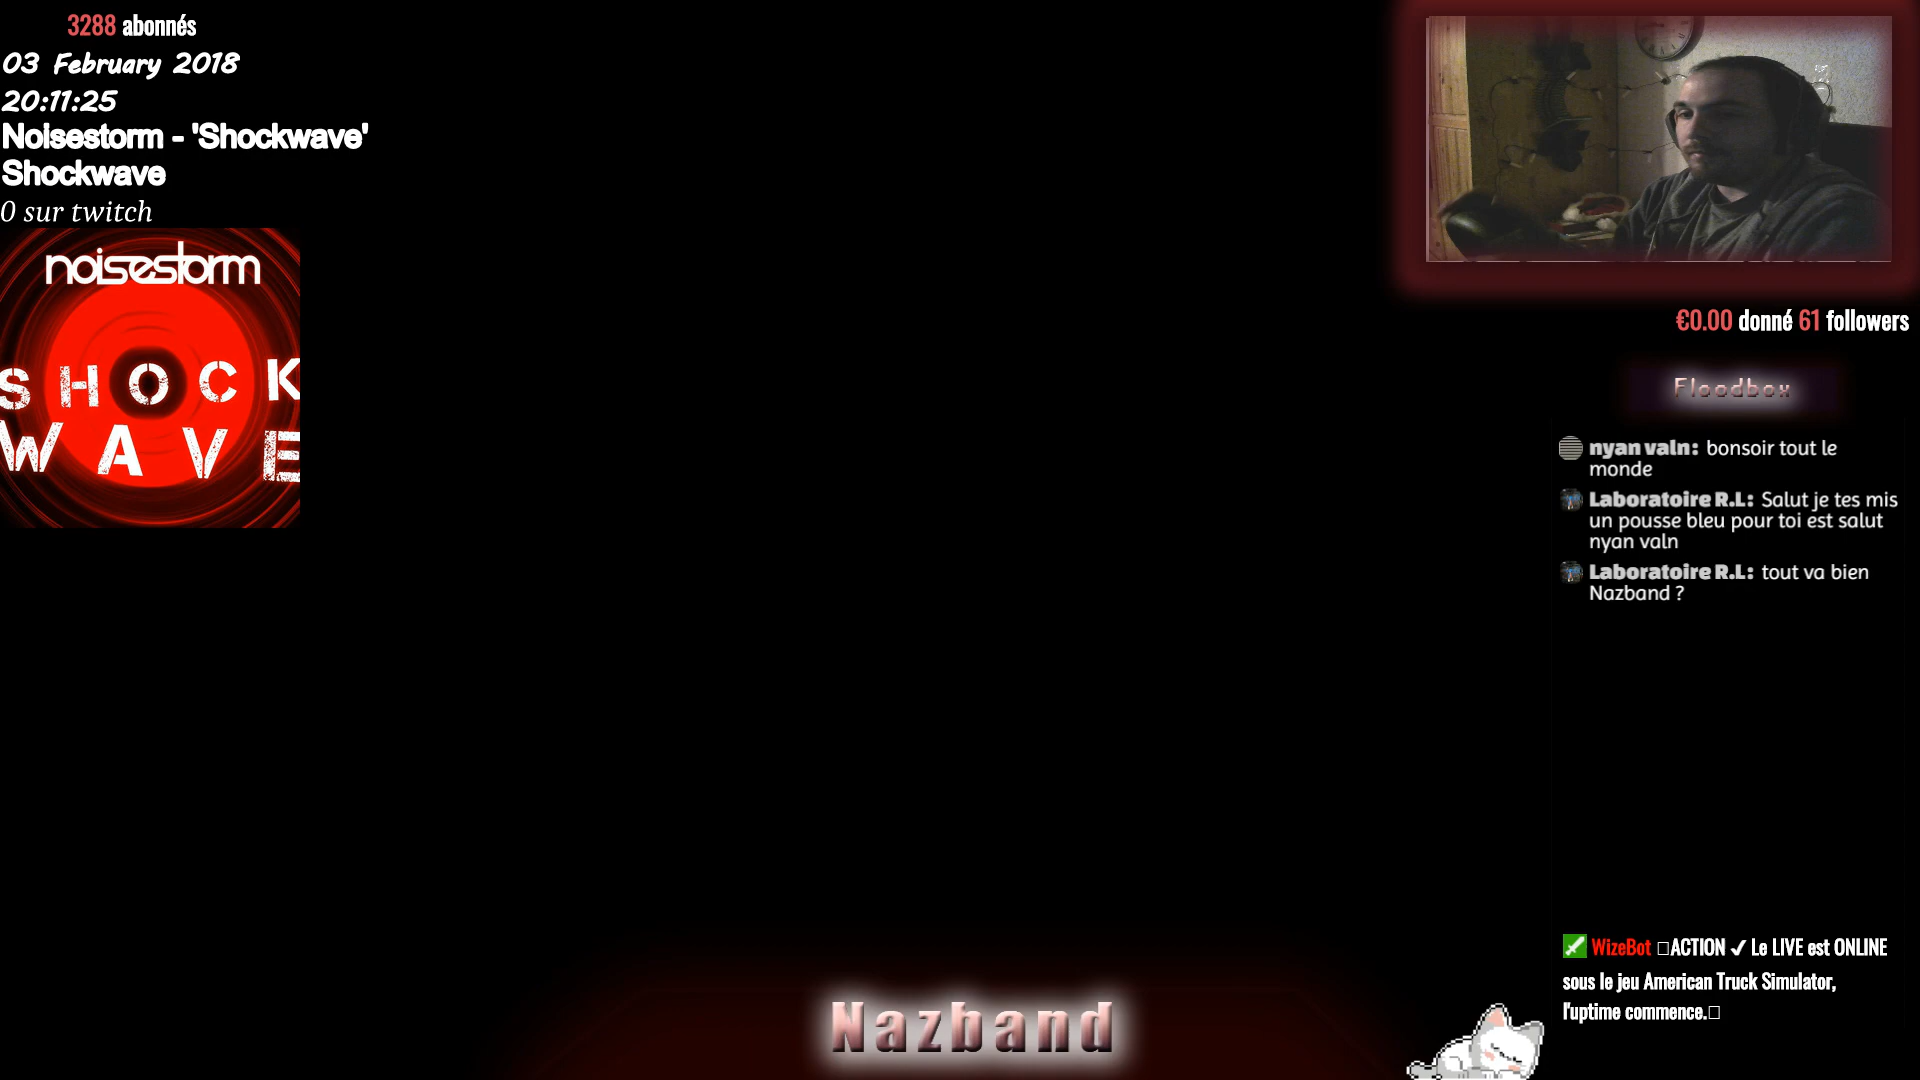 3288 abonnés
03 February 2018
20:11:25
Noisestorm - 'Shockwave'
Shockwave
0 sur twitch
noisestorm
SHOCK
WAVE
€0.00 donné 61 followers
Floodbox
nyan valn: bonsoir tout le
monde
Laboratoire R.L: Salut je tes mis
un pousse bleu pour toi est salut
nyan valn
Laboratoire R.L: tout va bien
Nazband ?
WizeBot □ACTION ✓ Le LIVE est ONLINE
sous le jeu American Truck Simulator,
l'uptime commence.□
Nazband